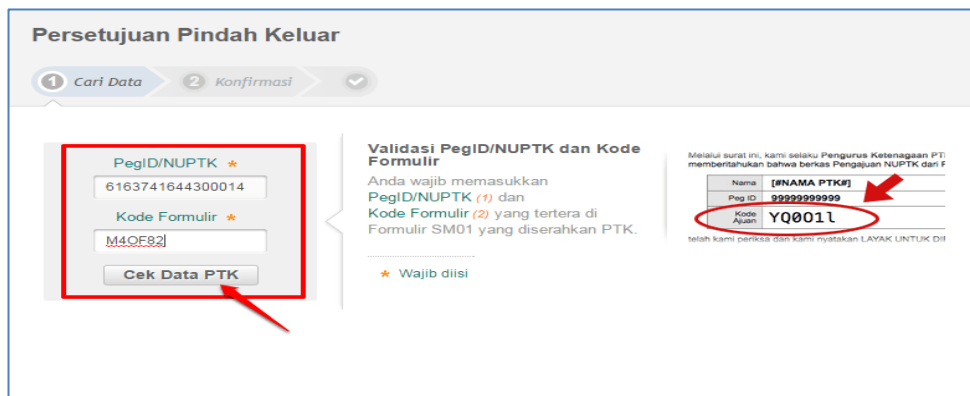 Persetujuan Pindah Keluar
1 Cari Data
2 Konfirmasi
PegID/NUPTK *
6163741644300014
Kode Formulir *
M4OF82
Cek Data PTK
Validasi PegID/NUPTK dan Kode
Formulir
Anda wajib memasukkan
PegID/NUPTK (1) dan
Kode Formulir (2) yang tertera di
Formulir SM01 yang diserahkan PTK.
* Wajib diisi
Melalui surat ini, kami selaku Pengurus Ketenagaan PT
memberitahukan bahwa berkas Pengajuan NUPTK dari
Nama [#NAMA PTK#]
Peg ID 99999999999
Kode
Ajuan YQ0O1l
telah kami periksa dan kami nyatakan LAYAK UNTUK